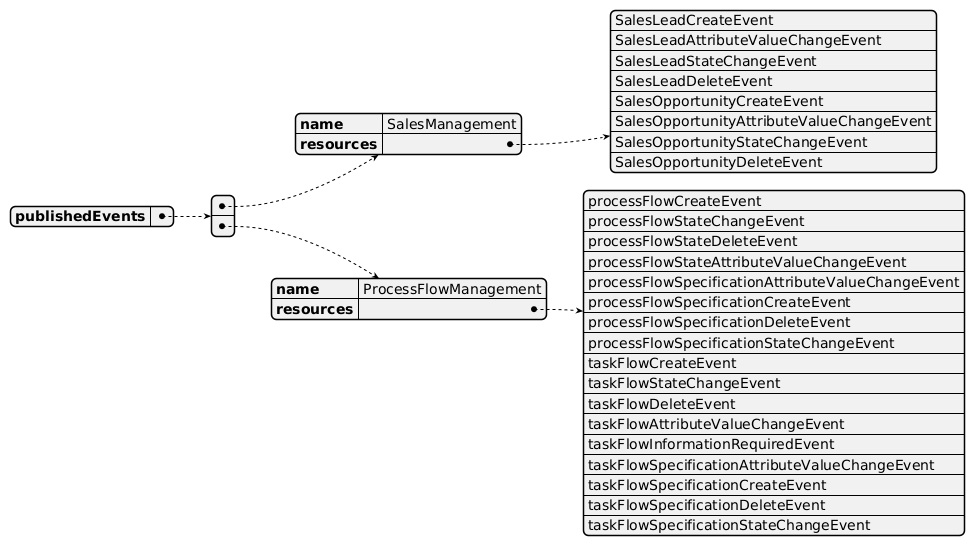 publishedEvents
name SalesManagement
resources
SalesLeadCreateEvent
SalesLeadAttributeValueChangeEvent
SalesLeadStateChangeEvent
SalesLeadDeleteEvent
SalesOpportunityCreateEvent
SalesOpportunityAttributeValueChangeEvent
SalesOpportunityStateChangeEvent
SalesOpportunityDeleteEvent
name ProcessFlowManagement
resources
processFlowCreateEvent
processFlowStateChangeEvent
processFlowStateDeleteEvent
processFlowStateAttributeValueChangeEvent
processFlowSpecificationAttributeValueChangeEvent
processFlowSpecificationCreateEvent
processFlowSpecificationDeleteEvent
processFlowSpecificationStateChangeEvent
taskFlowCreateEvent
taskFlowStateChangeEvent
taskFlowDeleteEvent
taskFlowAttributeValueChangeEvent
taskFlowInformationRequiredEvent
taskFlowSpecificationAttributeValueChangeEvent
taskFlowSpecificationCreateEvent
taskFlowSpecificationDeleteEvent
taskFlowSpecificationStateChangeEvent